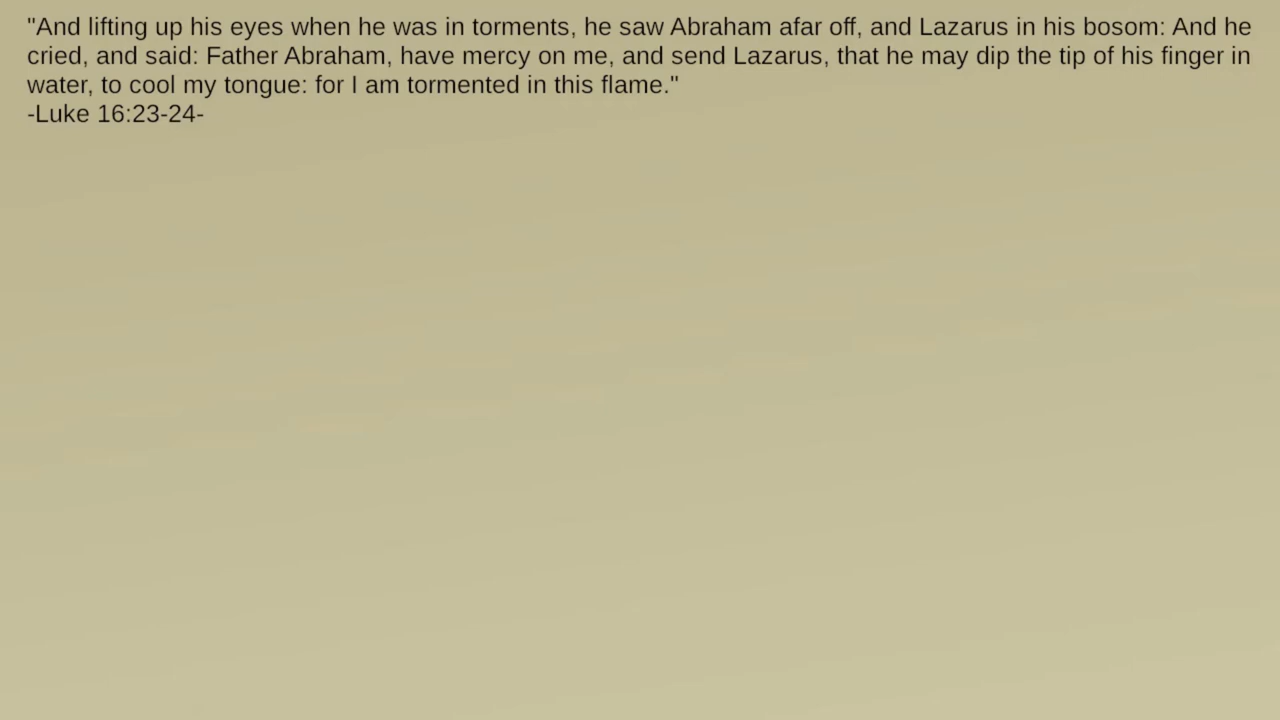 "And lifting up his eyes when he was in torments, he saw Abraham afar off, and Lazarus in his bosom: And he
cried, and said: Father Abraham, have mercy on me, and send Lazarus, that he may dip the tip of his finger in
water, to cool my tongue: for I am tormented in this flame."
-Luke 16:23-24-